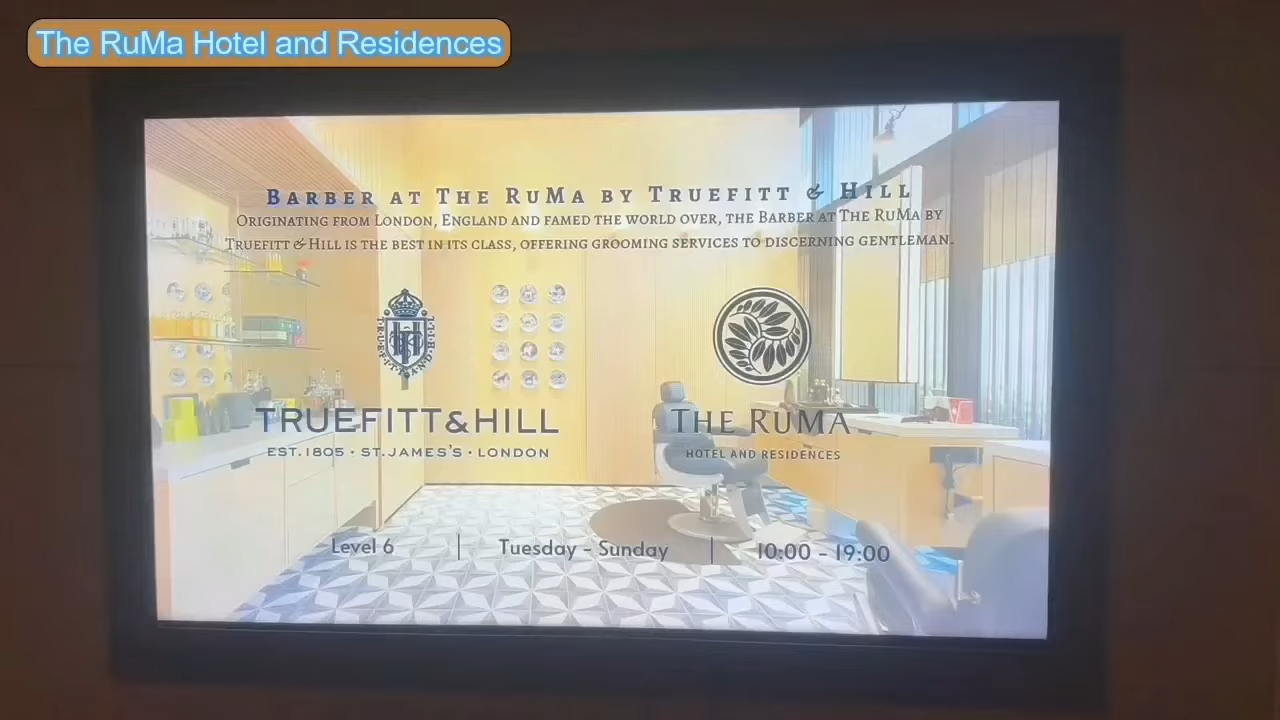 The RuMa Hotel and Residences
BARBER AT THE RUMA BY TRUEFITT & HILL
ORIGINATING FROM LONDON, ENGLAND AND FAMED THE WORLD OVER, THE BARBER AT THE RUMA BY
TRUEFITT & HILL IS THE BEST IN ITS CLASS, OFFERING GROOMING SERVICES TO DISCERNING GENTLEMAN.
TRUEFITT AND HILL
TRUEFITT&HILL
EST. 1805 · ST. JAMES'S · LONDON
THE RUMA
HOTEL AND RESIDENCES
Level 6 | Tuesday - Sunday | 10:00 - 19:00